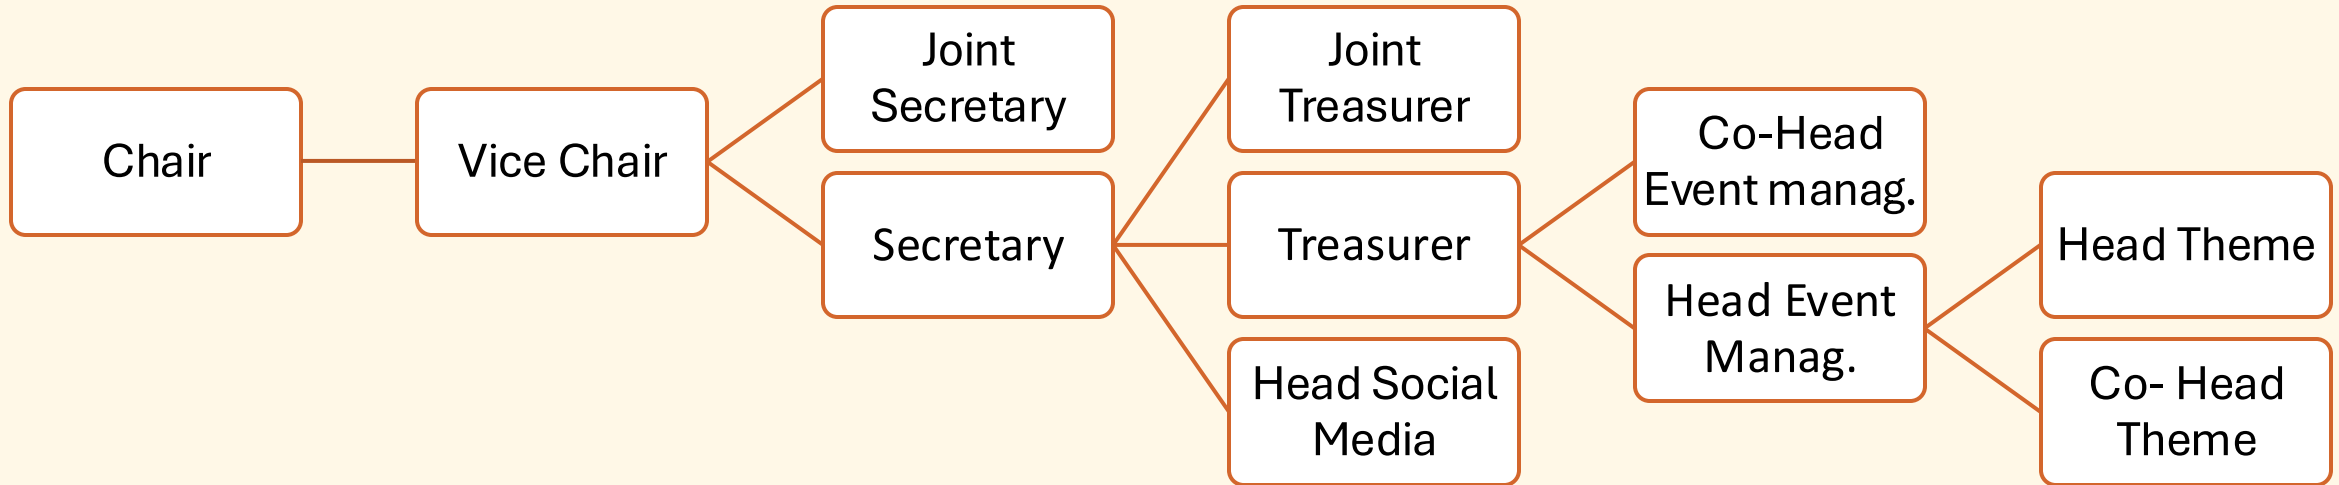 Chair
Vice Chair
Joint
Secretary
Secretary
Joint
Treasurer
Treasurer
Head Social
Media
Co-Head
Event manag.
Head Event
Manag.
Head Theme
Co- Head
Theme